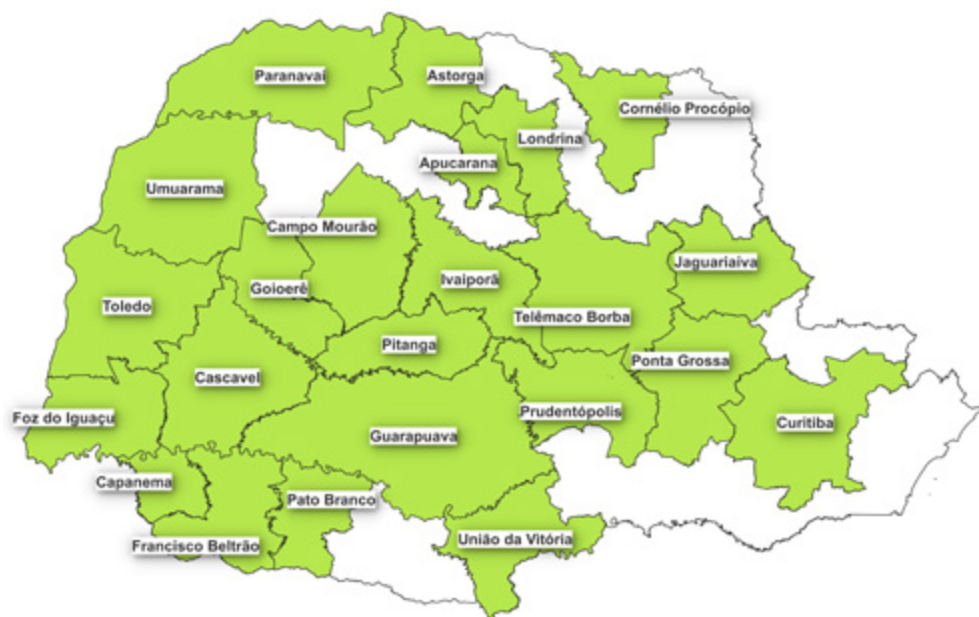 Paranavaí
Astorga
Cornélio Procópio
Londrina
Apucarana
Umuarama
Campo Mourão
Jaguariaíva
Ivaiporã
Goioerê
Toledo
Telêmaco Borba
Pitanga
Ponta Grossa
Cascavel
Foz do Iguaçu
Prudentópolis
Curitiba
Guarapuava
Capanema
Pato Branco
União da Vitória
Francisco Beltrão